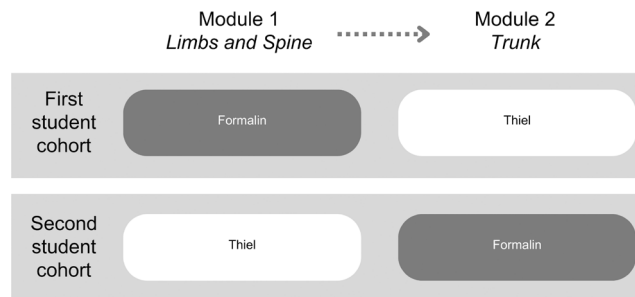 Module 1
Limbs and Spine
Module 2
Trunk
First
student
cohort
Formalin
Thiel
Second
student
cohort
Thiel
Formalin